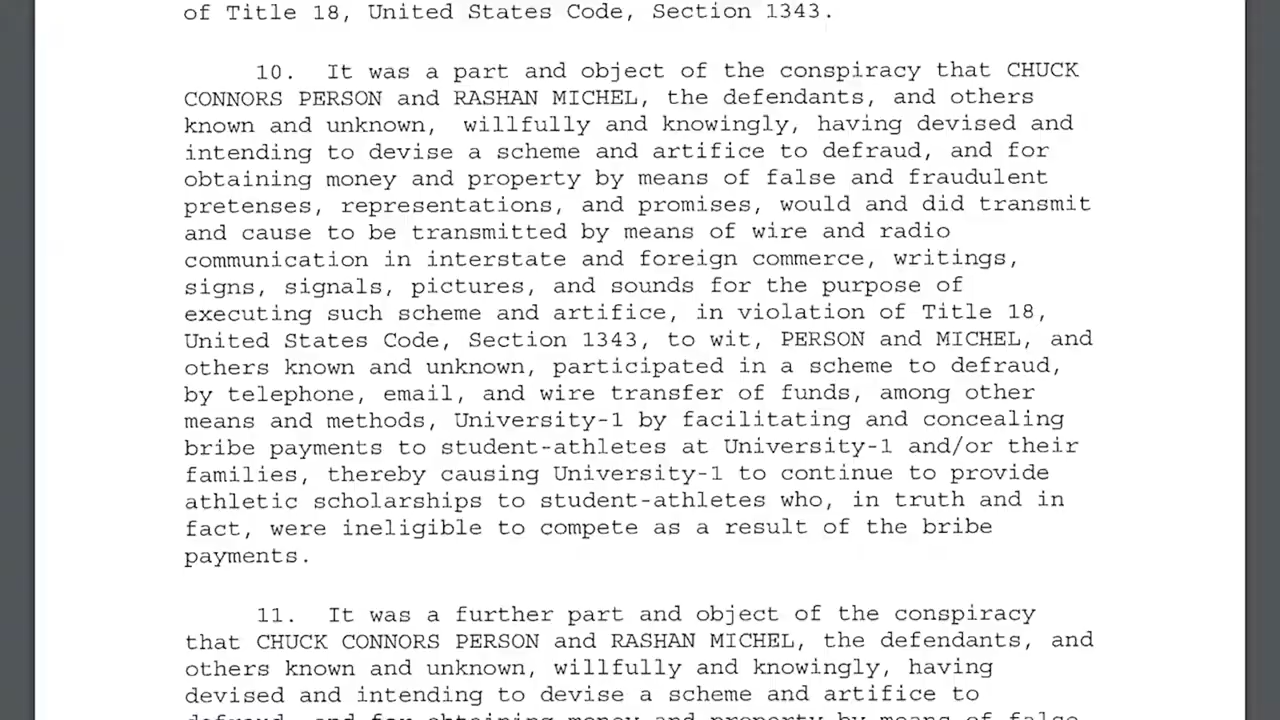 of Title 18, United States Code, Section 1343.
10. It was a part and object of the conspiracy that CHUCK
CONNORS PERSON and RASHAN MICHEL, the defendants, and others
known and unknown, willfully and knowingly, having devised and
intending to devise a scheme and artifice to defraud, and for
obtaining money and property by means of false and fraudulent
pretenses, representations, and promises, would and did transmit
and cause to be transmitted by means of wire and radio
communication in interstate and foreign commerce, writings,
signs, signals, pictures, and sounds for the purpose of
executing such scheme and artifice, in violation of Title 18,
United States Code, Section 1343, to wit, PERSON and MICHEL, and
others known and unknown, participated in a scheme to defraud,
by telephone, email, and wire transfer of funds, among other
means and methods, University-1 by facilitating and concealing
bribe payments to student-athletes at University-1 and/or their
families, thereby causing University-1 to continue to provide
athletic scholarships to student-athletes who, in truth and in
fact, were ineligible to compete as a result of the bribe
payments.
11. It was a further part and object of the conspiracy
that CHUCK CONNORS PERSON and RASHAN MICHEL, the defendants, and
others known and unknown, willfully and knowingly, having
devised and intending to devise a scheme and artifice to
defraud, and for obtaining money and property by means of false